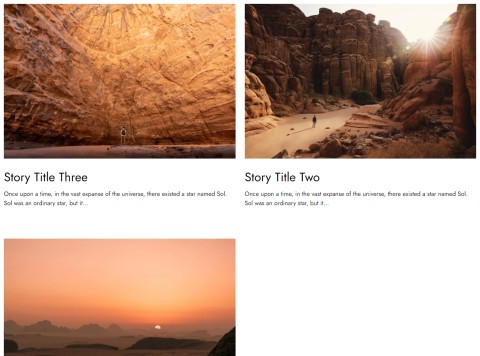 Story Title Three
Once upon a time, in the vast expanse of the universe, there existed a star named Sol.
Sol was an ordinary star, but it...
Story Title Two
Once upon a time, in the vast expanse of the universe, there existed a star named Sol.
Sol was an ordinary star, but it...